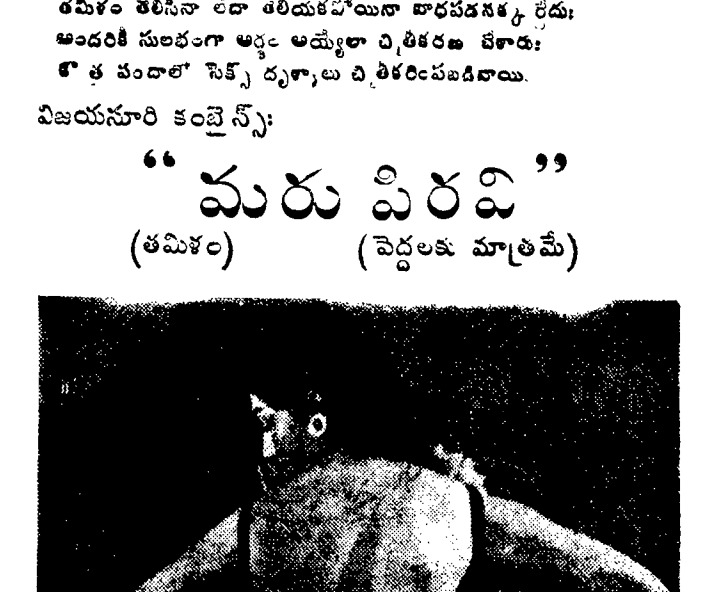 తమిళం తెలిసినా లేదా తెలియకపోయినా బాధపడనక్కర్లేదు:
అందరికీ సులభంగా అర్థం అయ్యేలా చిత్రీకరణ చేశారు:
కొత్త పంథాలో సెక్స్ దృశ్యాలు చిత్రీకరింపబడినాయి.
విజయసూరి కంబైన్స్:
“మరు పిరవి”
(తమిళం) (పెద్దలకు మాత్రమే)